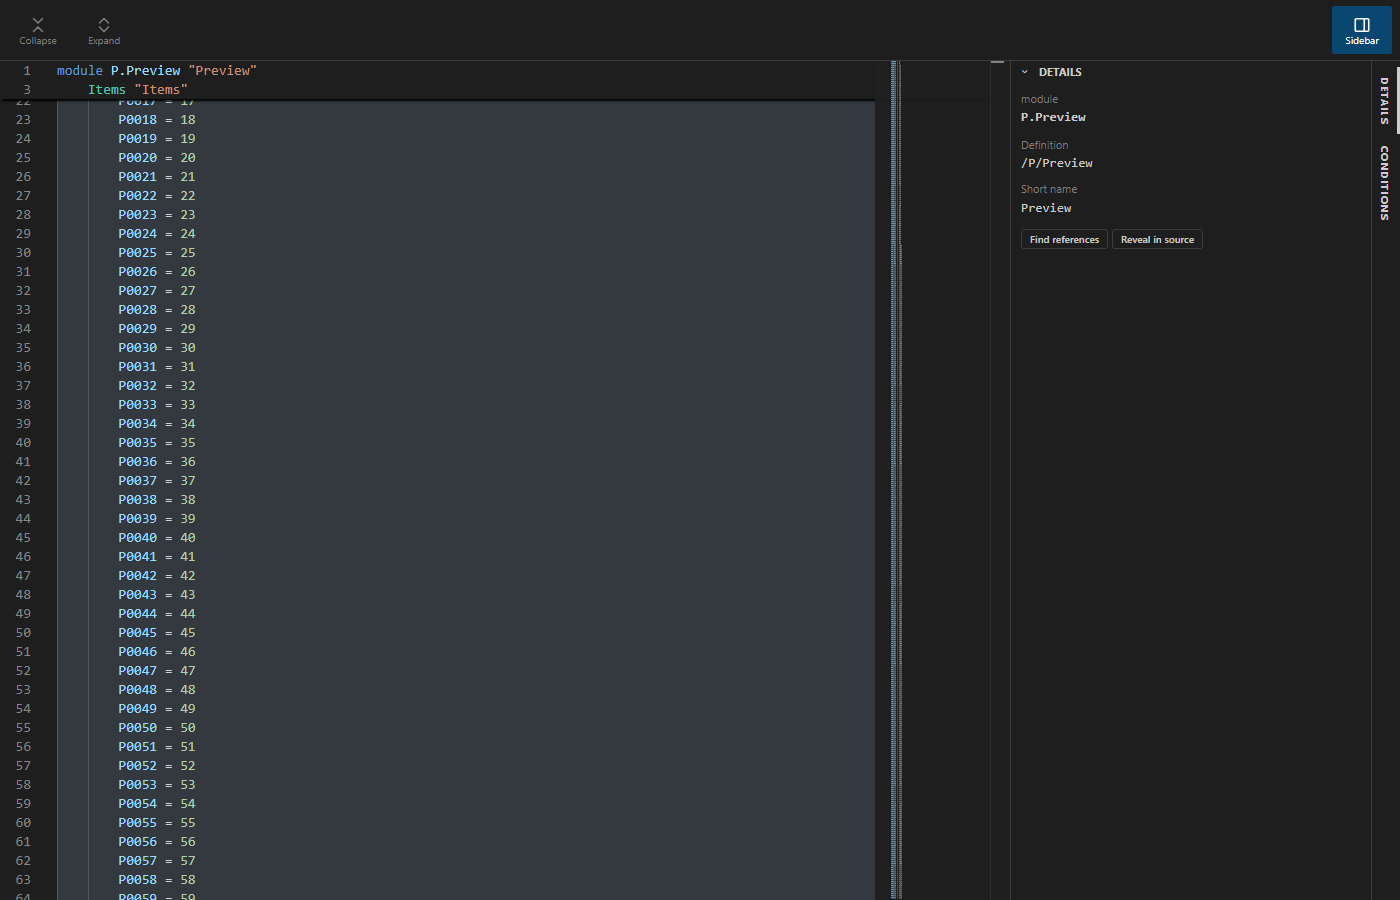 Collapse
Expand
Sidebar
1 module P.Preview "Preview"
3 Items "Items"
22 P0017 = 17
23 P0018 = 18
24 P0019 = 19
25 P0020 = 20
26 P0021 = 21
27 P0022 = 22
28 P0023 = 23
29 P0024 = 24
30 P0025 = 25
31 P0026 = 26
32 P0027 = 27
33 P0028 = 28
34 P0029 = 29
35 P0030 = 30
36 P0031 = 31
37 P0032 = 32
38 P0033 = 33
39 P0034 = 34
40 P0035 = 35
41 P0036 = 36
42 P0037 = 37
43 P0038 = 38
44 P0039 = 39
45 P0040 = 40
46 P0041 = 41
47 P0042 = 42
48 P0043 = 43
49 P0044 = 44
50 P0045 = 45
51 P0046 = 46
52 P0047 = 47
53 P0048 = 48
54 P0049 = 49
55 P0050 = 50
56 P0051 = 51
57 P0052 = 52
58 P0053 = 53
59 P0054 = 54
60 P0055 = 55
61 P0056 = 56
62 P0057 = 57
63 P0058 = 58
64 P0059 = 59
DETAILS
module
P.Preview
Definition
/P/Preview
Short name
Preview
Find references
Reveal in source
DETAILS
CONDITIONS